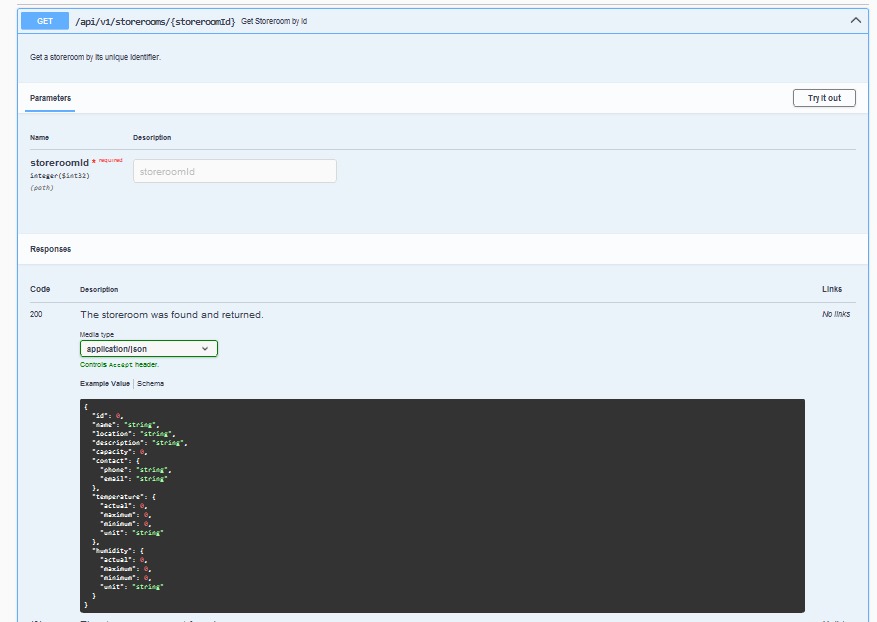 GET /api/v1/storerooms/{storeroomId} Get Storeroom by Id
Get a storeroom by its unique identifier.
Parameters
Try it out
Name Description
storeroomId * required
integer($int32)
(path)
storeroomId
Responses
Code Description Links
200 The storeroom was found and returned. No links
Media type
application/json
Controls Accept header.
Example Value | Schema
{
"id": 0,
"name": "string",
"location": "string",
"description": "string",
"capacity": 0,
"contact": {
"phone": "string",
"email": "string"
},
"temperature": {
"actual": 0,
"maximum": 0,
"minimum": 0,
"unit": "string"
},
"humidity": {
"actual": 0,
"maximum": 0,
"minimum": 0,
"unit": "string"
}
}